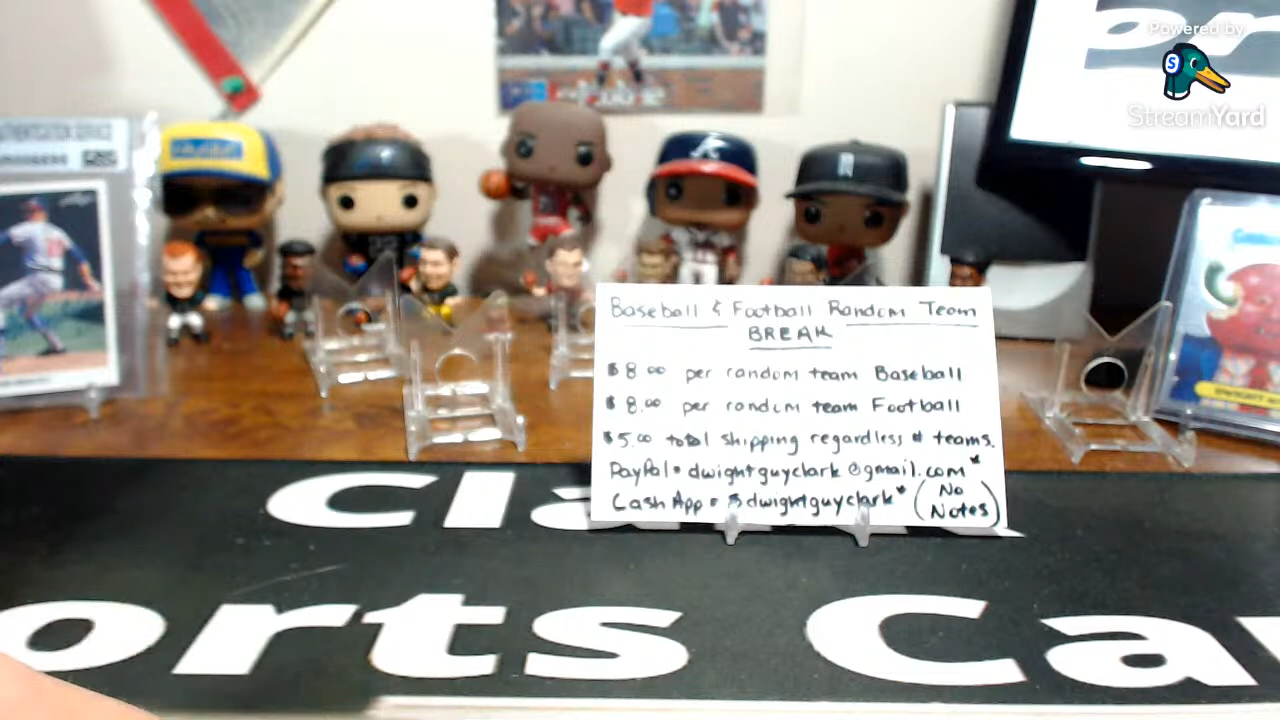 Powered by
StreamYard
Baseball & Football Random Team
BREAK
$8.00 per random team Baseball
$8.00 per random team Football
$5.00 total shipping regardless # teams.
PayPal = dwightguyclark@gmail.com*
Cash App = $dwightguyclark* (No Notes)
Cla
orts Ca